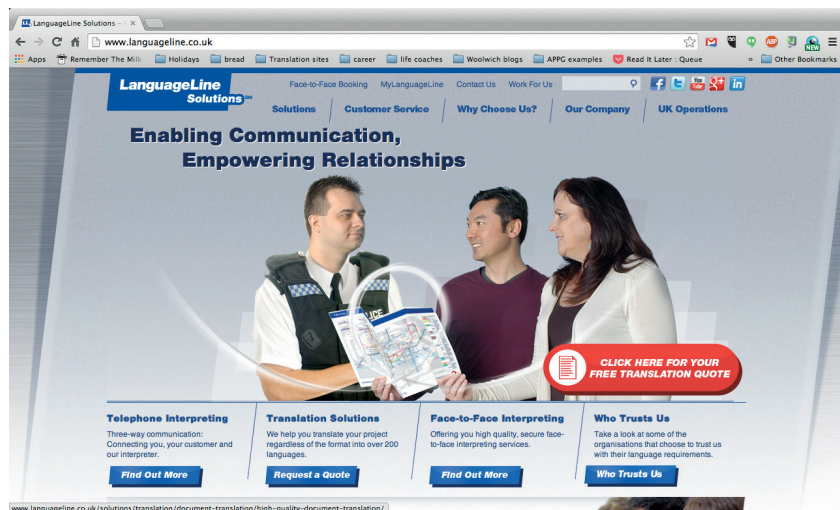 LanguageLine Solutions –
www.languageline.co.uk
Apps Remember The Milk Holidays bread Translation sites career life coaches Woolwich blogs APPG examples Read It Later : Queue » Other Bookmarks
ABP
NEW
LanguageLine
Solutions SM
Face-to-Face Booking MyLanguageLine Contact Us Work For Us
You
Tube
Solutions Customer Service Why Choose Us? Our Company UK Operations
Enabling Communication,
Empowering Relationships
CLICK HERE FOR YOUR
FREE TRANSLATION QUOTE
Telephone Interpreting
Three-way communication:
Connecting you, your customer and
our interpreter.
Find Out More
Translation Solutions
We help you translate your project
regardless of the format into over 200
languages.
Request a Quote
Face-to-Face Interpreting
Offering you high quality, secure face-
to-face interpreting services.
Find Out More
Who Trusts Us
Take a look at some of the
organisations that choose to trust us
with their language requirements.
Who Trusts Us
www.languageline.co.uk/solutions/translation/document-translation/high-quality-document-translation/